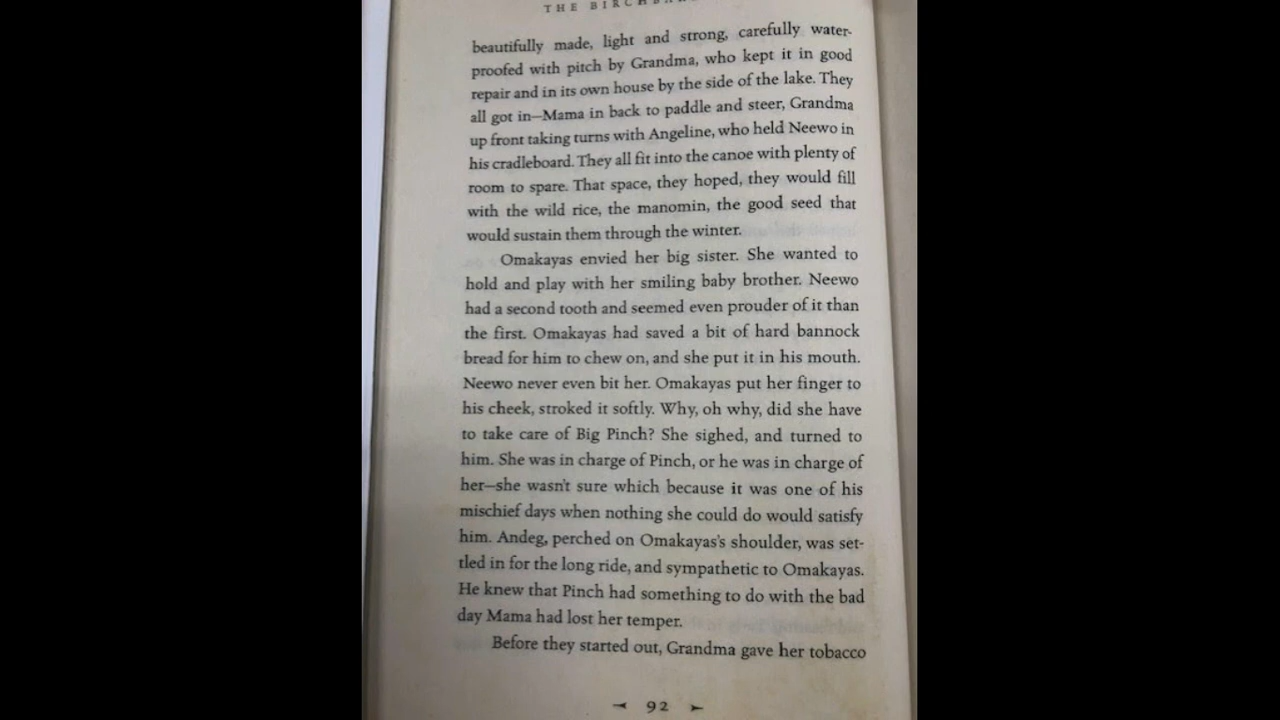 THE BIRCHBARK
beautifully made, light and strong, carefully water-
proofed with pitch by Grandma, who kept it in good
repair and in its own house by the side of the lake. They
all got in—Mama in back to paddle and steer, Grandma
up front taking turns with Angeline, who held Neewo in
his cradleboard. They all fit into the canoe with plenty of
room to spare. That space, they hoped, they would fill
with the wild rice, the manomin, the good seed that
would sustain them through the winter.
Omakayas envied her big sister. She wanted to
hold and play with her smiling baby brother. Neewo
had a second tooth and seemed even prouder of it than
the first. Omakayas had saved a bit of hard bannock
bread for him to chew on, and she put it in his mouth.
Neewo never even bit her. Omakayas put her finger to
his cheek, stroked it softly. Why, oh why, did she have
to take care of Big Pinch? She sighed, and turned to
him. She was in charge of Pinch, or he was in charge of
her—she wasn't sure which because it was one of his
mischief days when nothing she could do would satisfy
him. Andeg, perched on Omakayas's shoulder, was set-
tled in for the long ride, and sympathetic to Omakayas.
He knew that Pinch had something to do with the bad
day Mama had lost her temper.
Before they started out, Grandma gave her tobacco
92